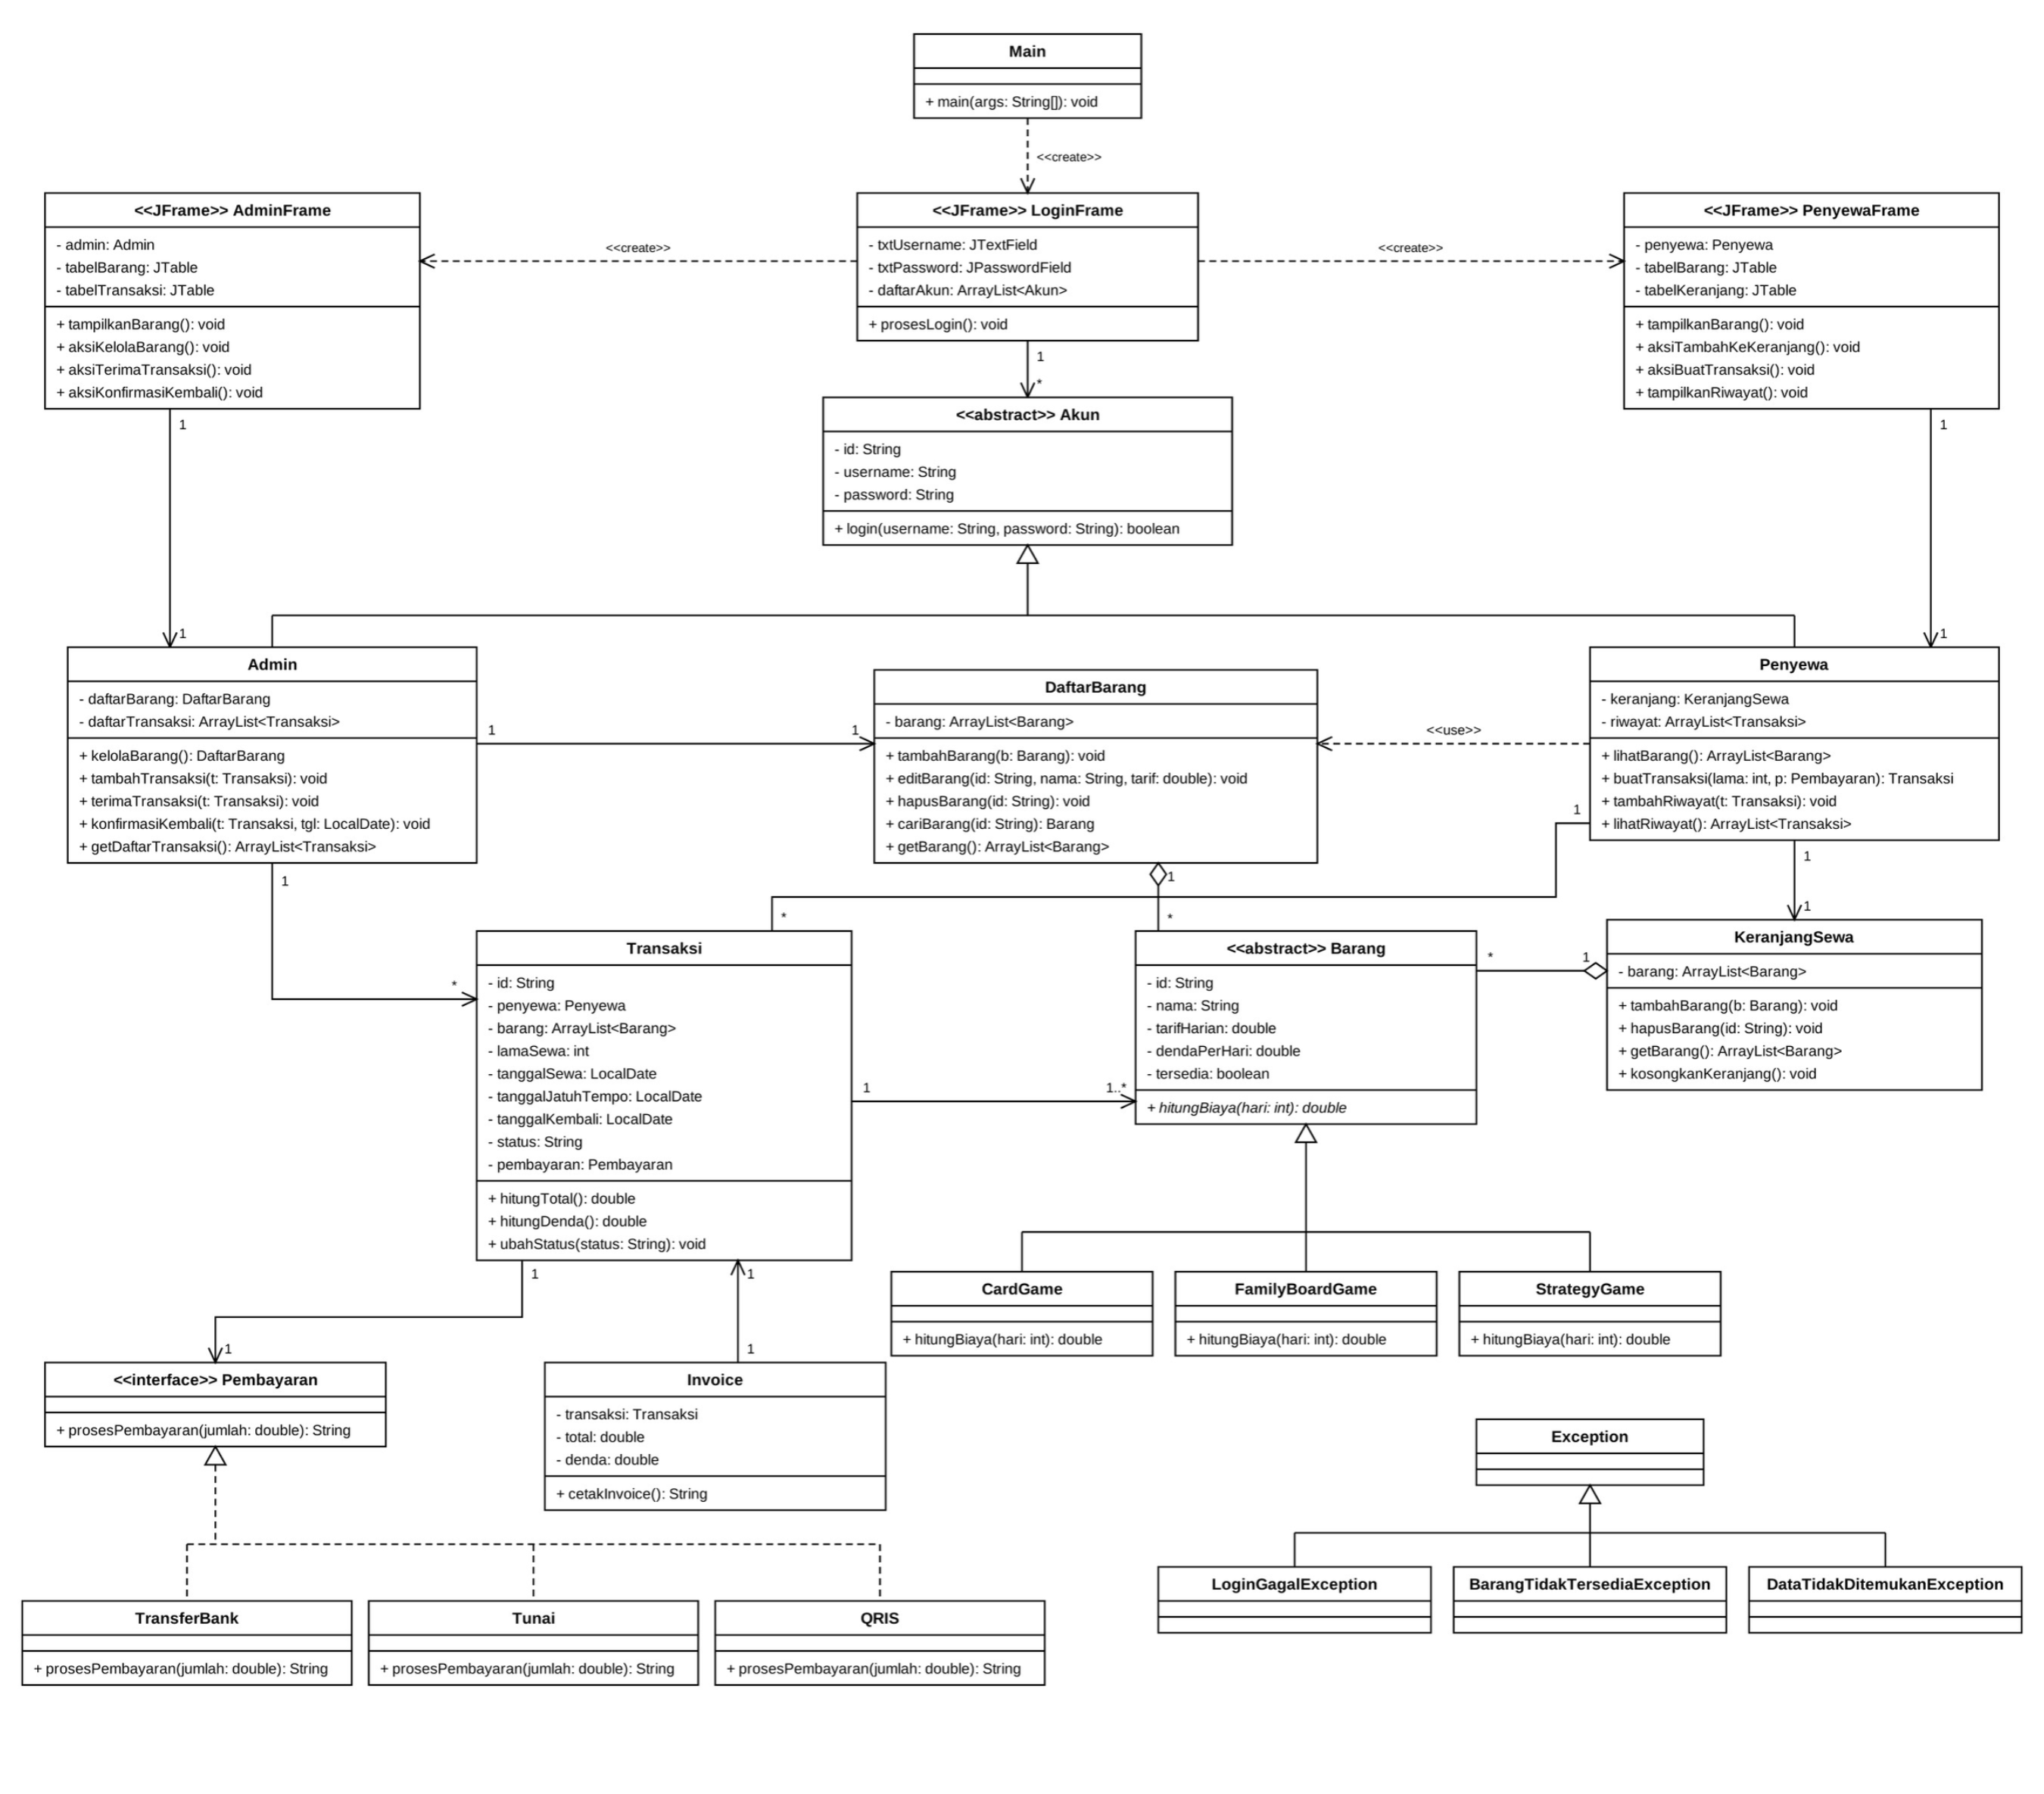 Main
+ main(args: String[]): void
<<create>>
<<JFrame>> AdminFrame
- admin: Admin
- tabelBarang: JTable
- tabelTransaksi: JTable
+ tampilkanBarang(): void
+ aksiKelolaBarang(): void
+ aksiTerimaTransaksi(): void
+ aksiKonfirmasiKembali(): void
<<create>>
<<JFrame>> LoginFrame
- txtUsername: JTextField
- txtPassword: JPasswordField
- daftarAkun: ArrayList<Akun>
+ prosesLogin(): void
<<create>>
<<JFrame>> PenyewaFrame
- penyewa: Penyewa
- tabelBarang: JTable
- tabelKeranjang: JTable
+ tampilkanBarang(): void
+ aksiTambahKeKeranjang(): void
+ aksiBuatTransaksi(): void
+ tampilkanRiwayat(): void
1
*
1
1
<<abstract>> Akun
- id: String
- username: String
- password: String
+ login(username: String, password: String): boolean
1
1
Admin
- daftarBarang: DaftarBarang
- daftarTransaksi: ArrayList<Transaksi>
+ kelolaBarang(): DaftarBarang
+ tambahTransaksi(t: Transaksi): void
+ terimaTransaksi(t: Transaksi): void
+ konfirmasiKembali(t: Transaksi, tgl: LocalDate): void
+ getDaftarTransaksi(): ArrayList<Transaksi>
1
1
DaftarBarang
- barang: ArrayList<Barang>
+ tambahBarang(b: Barang): void
+ editBarang(id: String, nama: String, tarif: double): void
+ hapusBarang(id: String): void
+ cariBarang(id: String): Barang
+ getBarang(): ArrayList<Barang>
<<use>>
Penyewa
- keranjang: KeranjangSewa
- riwayat: ArrayList<Transaksi>
+ lihatBarang(): ArrayList<Barang>
+ buatTransaksi(lama: int, p: Pembayaran): Transaksi
+ tambahRiwayat(t: Transaksi): void
+ lihatRiwayat(): ArrayList<Transaksi>
1
1
1
1
1
*
*
*
Transaksi
- id: String
- penyewa: Penyewa
- barang: ArrayList<Barang>
- lamaSewa: int
- tanggalSewa: LocalDate
- tanggalJatuhTempo: LocalDate
- tanggalKembali: LocalDate
- status: String
- pembayaran: Pembayaran
+ hitungTotal(): double
+ hitungDenda(): double
+ ubahStatus(status: String): void
1
1..*
<<abstract>> Barang
- id: String
- nama: String
- tarifHarian: double
- dendaPerHari: double
- tersedia: boolean
+ hitungBiaya(hari: int): double
*
1
KeranjangSewa
- barang: ArrayList<Barang>
+ tambahBarang(b: Barang): void
+ hapusBarang(id: String): void
+ getBarang(): ArrayList<Barang>
+ kosongkanKeranjang(): void
1
1
1
1
CardGame
+ hitungBiaya(hari: int): double
FamilyBoardGame
+ hitungBiaya(hari: int): double
StrategyGame
+ hitungBiaya(hari: int): double
<<interface>> Pembayaran
+ prosesPembayaran(jumlah: double): String
Invoice
- transaksi: Transaksi
- total: double
- denda: double
+ cetakInvoice(): String
Exception
LoginGagalException
BarangTidakTersediaException
DataTidakDitemukanException
TransferBank
+ prosesPembayaran(jumlah: double): String
Tunai
+ prosesPembayaran(jumlah: double): String
QRIS
+ prosesPembayaran(jumlah: double): String